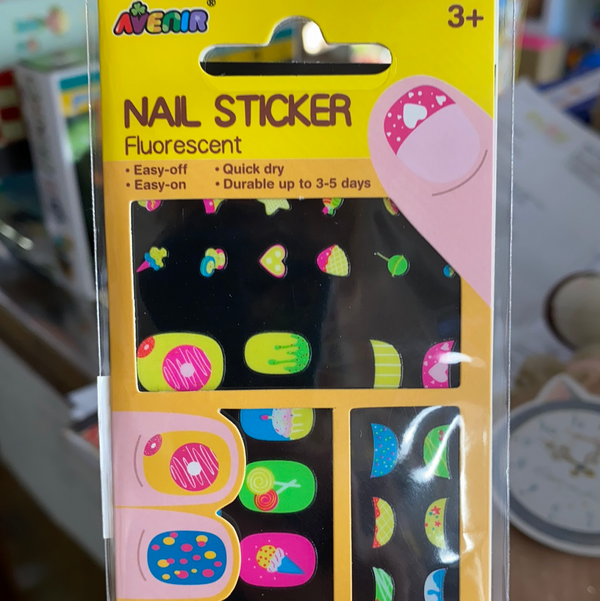 AVENIR®
3+
NAIL STICKER
Fluorescent
• Easy-off • Quick dry
• Easy-on • Durable up to 3-5 days